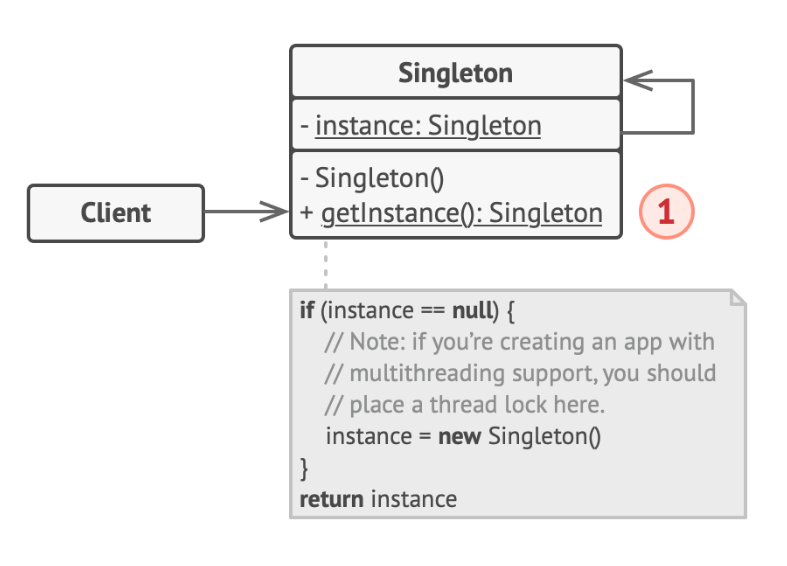 Singleton
- instance: Singleton
- Singleton()
Client
+ getInstance(): Singleton
1
if (instance == null) {
// Note: if you’re creating an app with
// multithreading support, you should
// place a thread lock here.
instance = new Singleton()
}
return instance